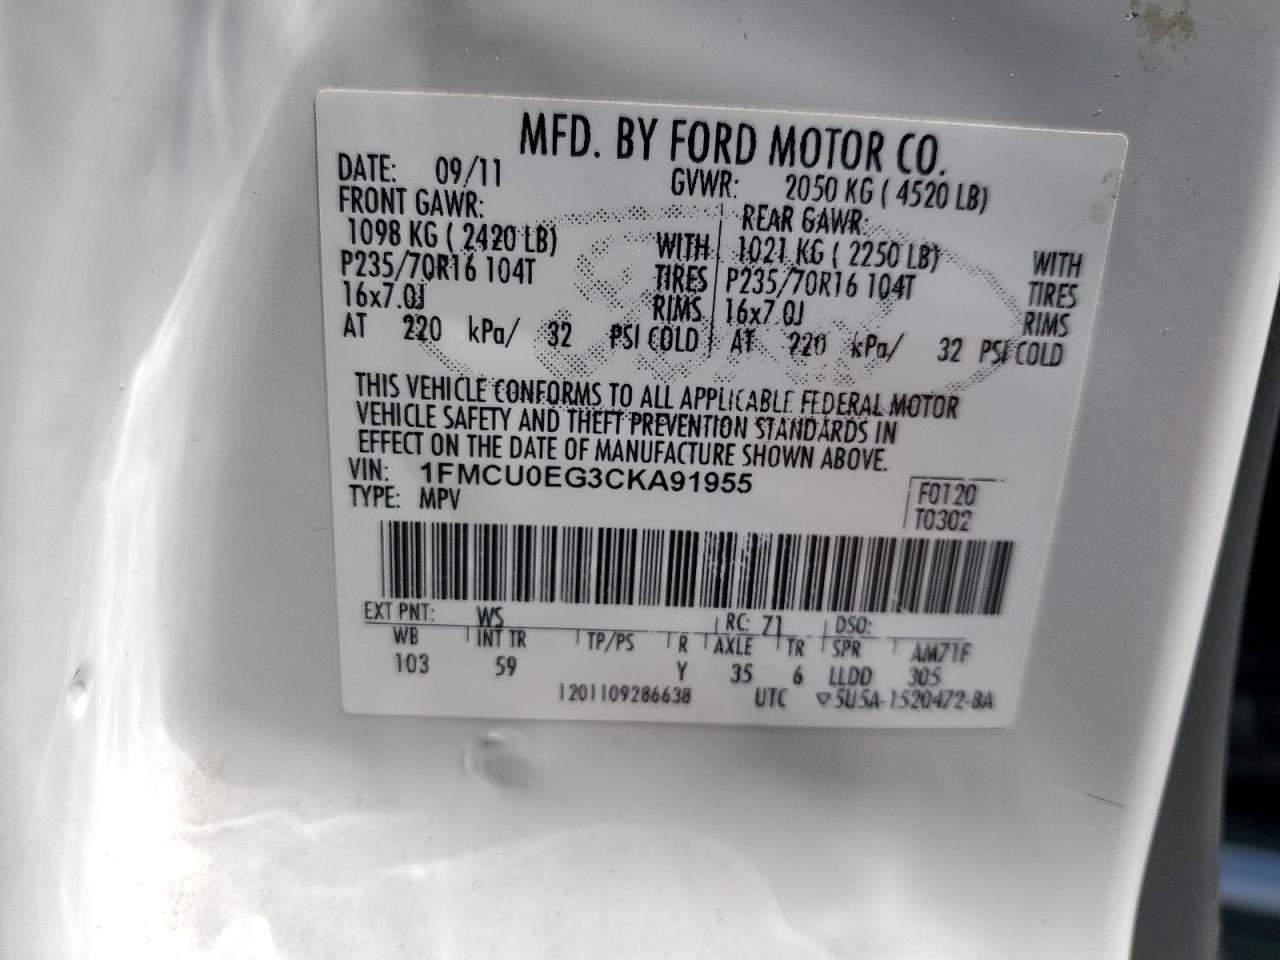 MFD. BY FORD MOTOR CO.
DATE: 09/11 GVWR: 2050 KG ( 4520 LB)
FRONT GAWR: REAR GAWR:
1098 KG ( 2420 LB) WITH 1021 KG ( 2250 LB) WITH
P235/70R16 104T TIRES P235/70R16 104T TIRES
16x7.0J RIMS 16x7.0J RIMS
AT 220 kPa/ 32 PSI COLD AT 220 kPa/ 32 PSI COLD
THIS VEHICLE CONFORMS TO ALL APPLICABLE FEDERAL MOTOR
VEHICLE SAFETY AND THEFT PREVENTION STANDARDS IN
EFFECT ON THE DATE OF MANUFACTURE SHOWN ABOVE.
VIN: 1FMCU0EG3CKA91955
TYPE: MPV
F0120
T0302
EXT PNT: WS RC: 71 DSO:
WB INT TR TP/PS R AXLE TR SPR AM71F
103 59 Y 35 6 LLDD 305
1201109286638 UTC ▽5U5A-1520472-BA